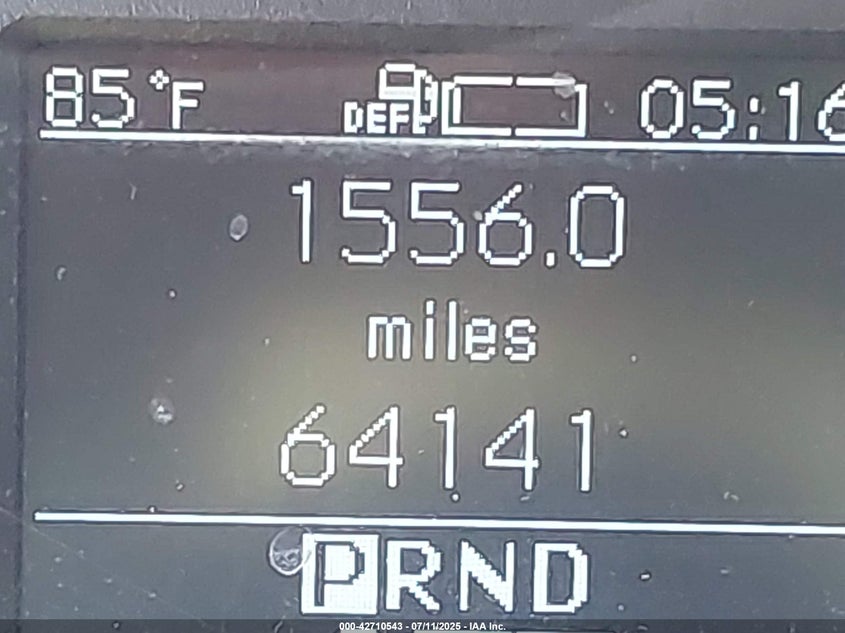 85°F DEF 05:16
1556.0
miles
64141
PRND
000-42710543 - 07/11/2025 - IAA Inc.